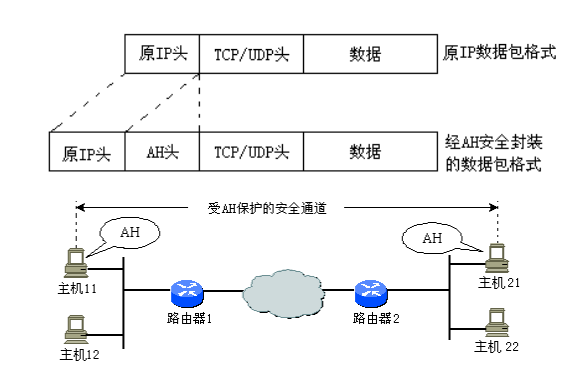 原IP头 TCP/UDP头 数据 原IP数据包格式
原IP头 AH头 TCP/UDP头 数据 经AH安全封装
的数据包格式
受AH保护的安全通道
AH AH
主机11 主机21
路由器1 路由器2
主机12 主机 22